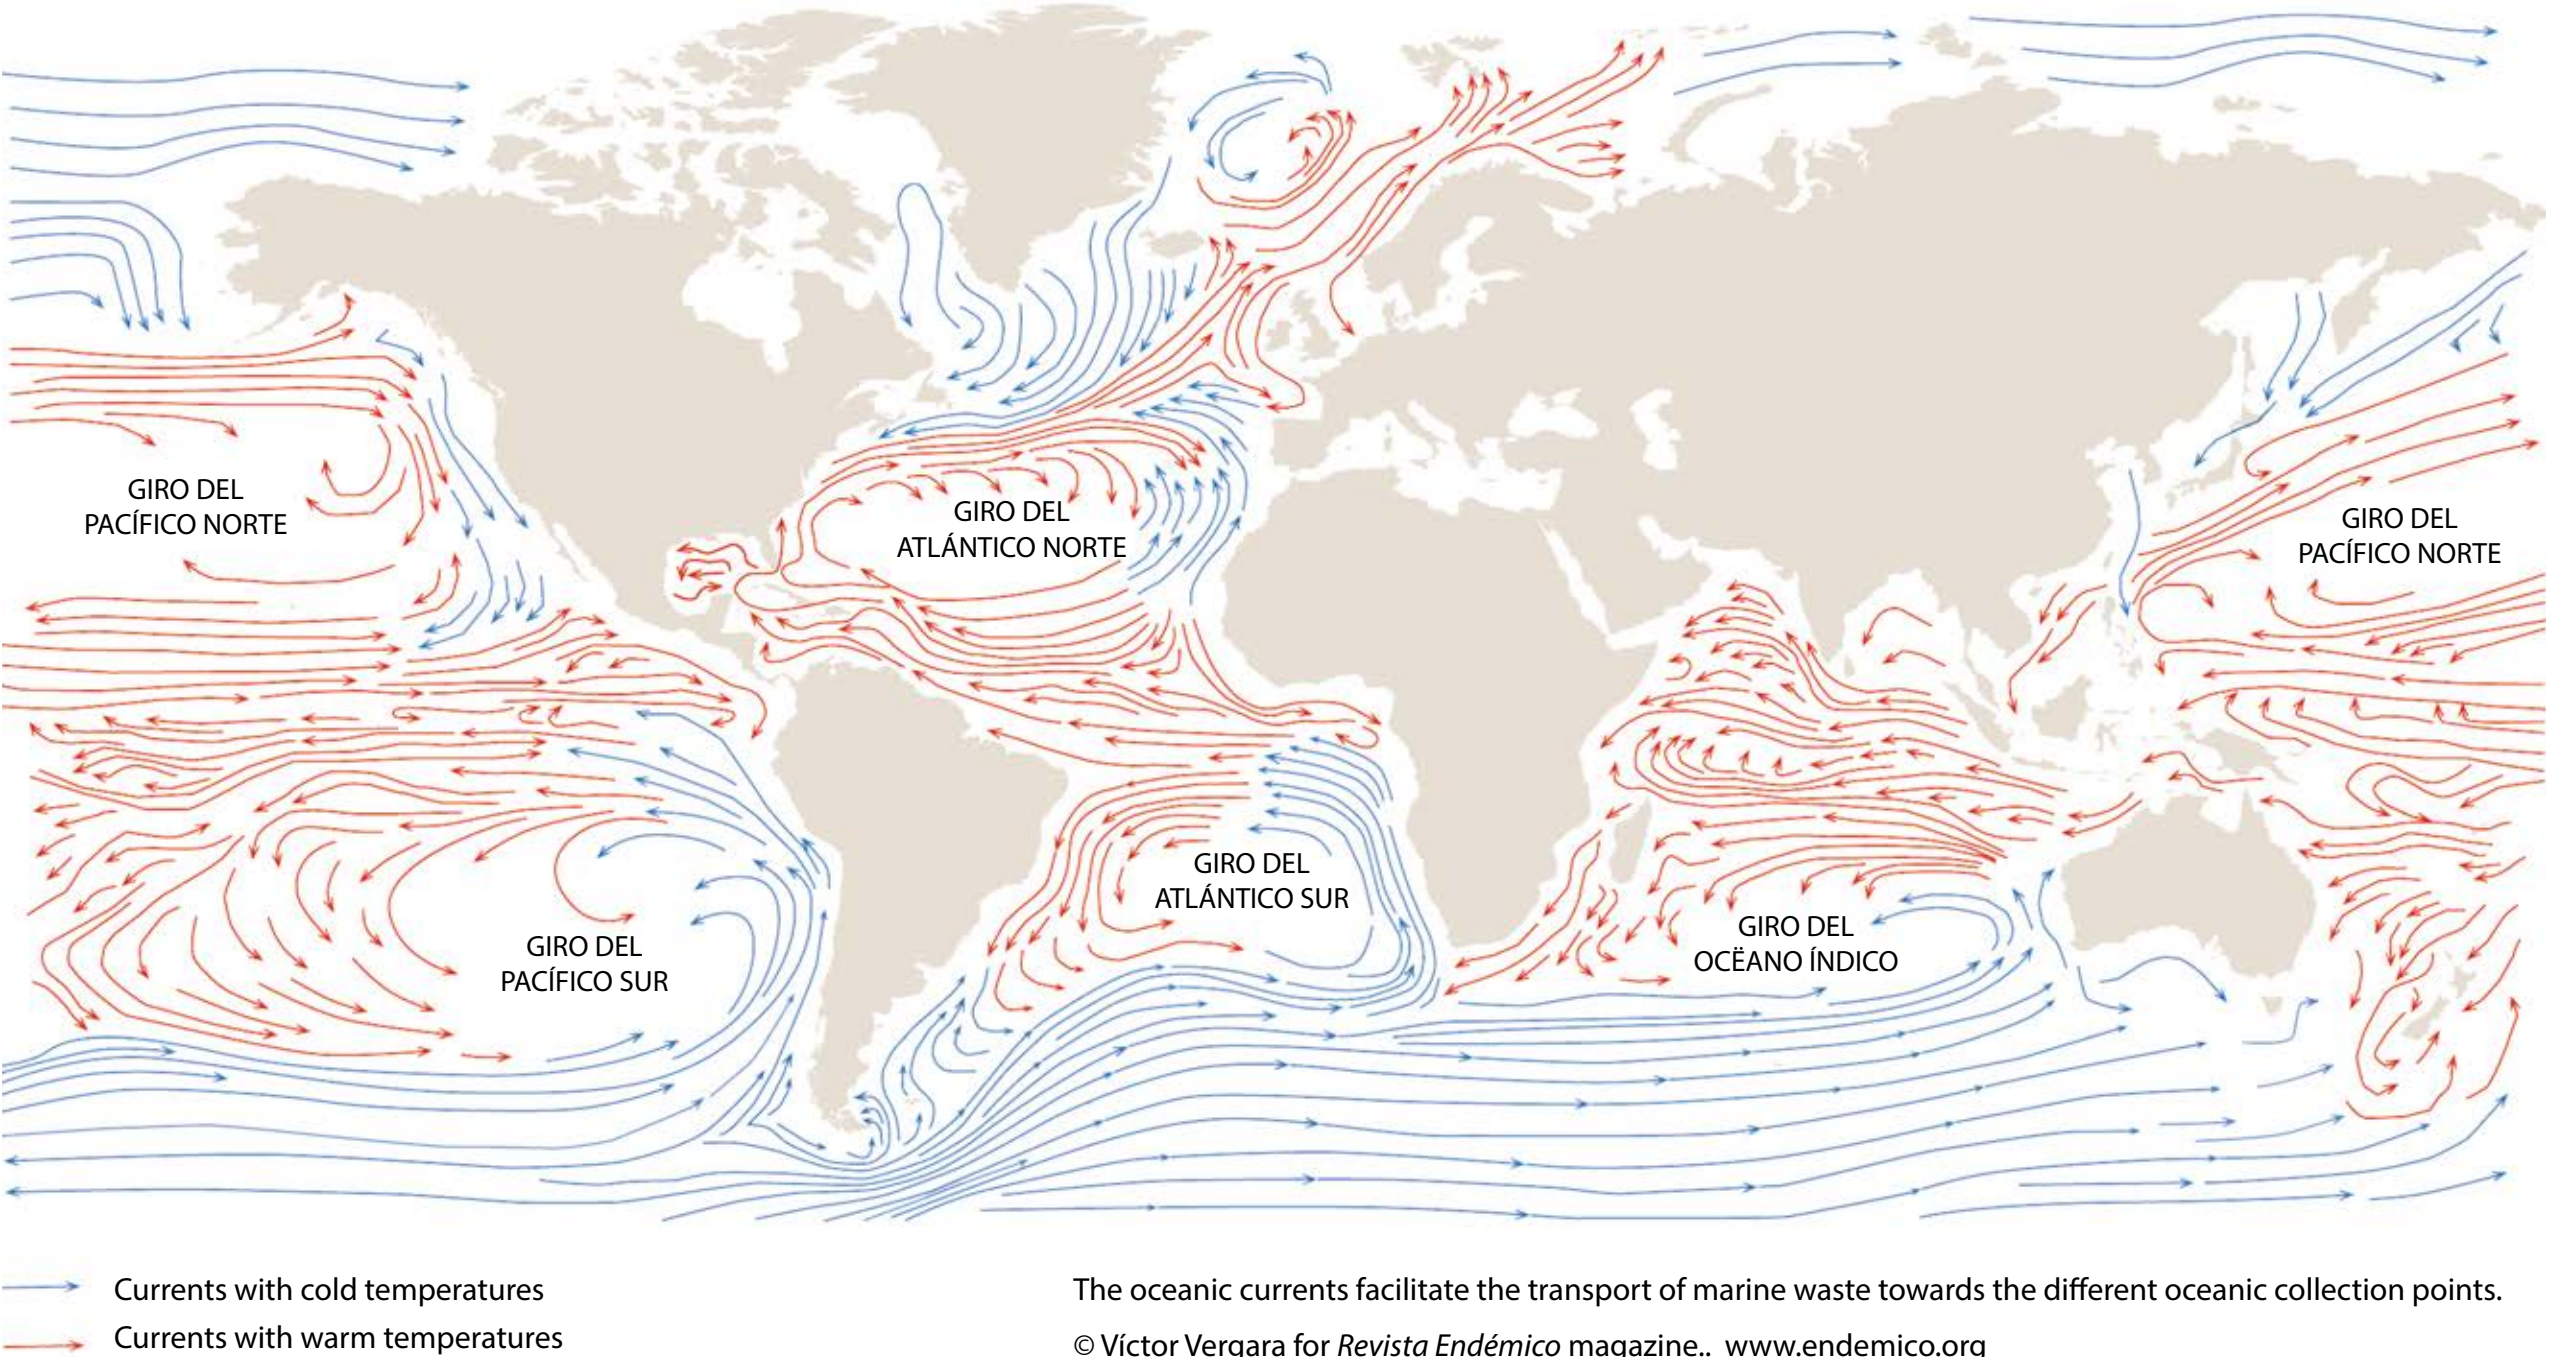 GIRO DEL
PACÍFICO NORTE
GIRO DEL
ATLÁNTICO NORTE
GIRO DEL
PACÍFICO NORTE
GIRO DEL
ATLÁNTICO SUR
GIRO DEL
PACÍFICO SUR
GIRO DEL
OCËANO ÍNDICO
Currents with cold temperatures
Currents with warm temperatures
The oceanic currents facilitate the transport of marine waste towards the different oceanic collection points.
© Víctor Vergara for Revista Endémico magazine.. www.endemico.org